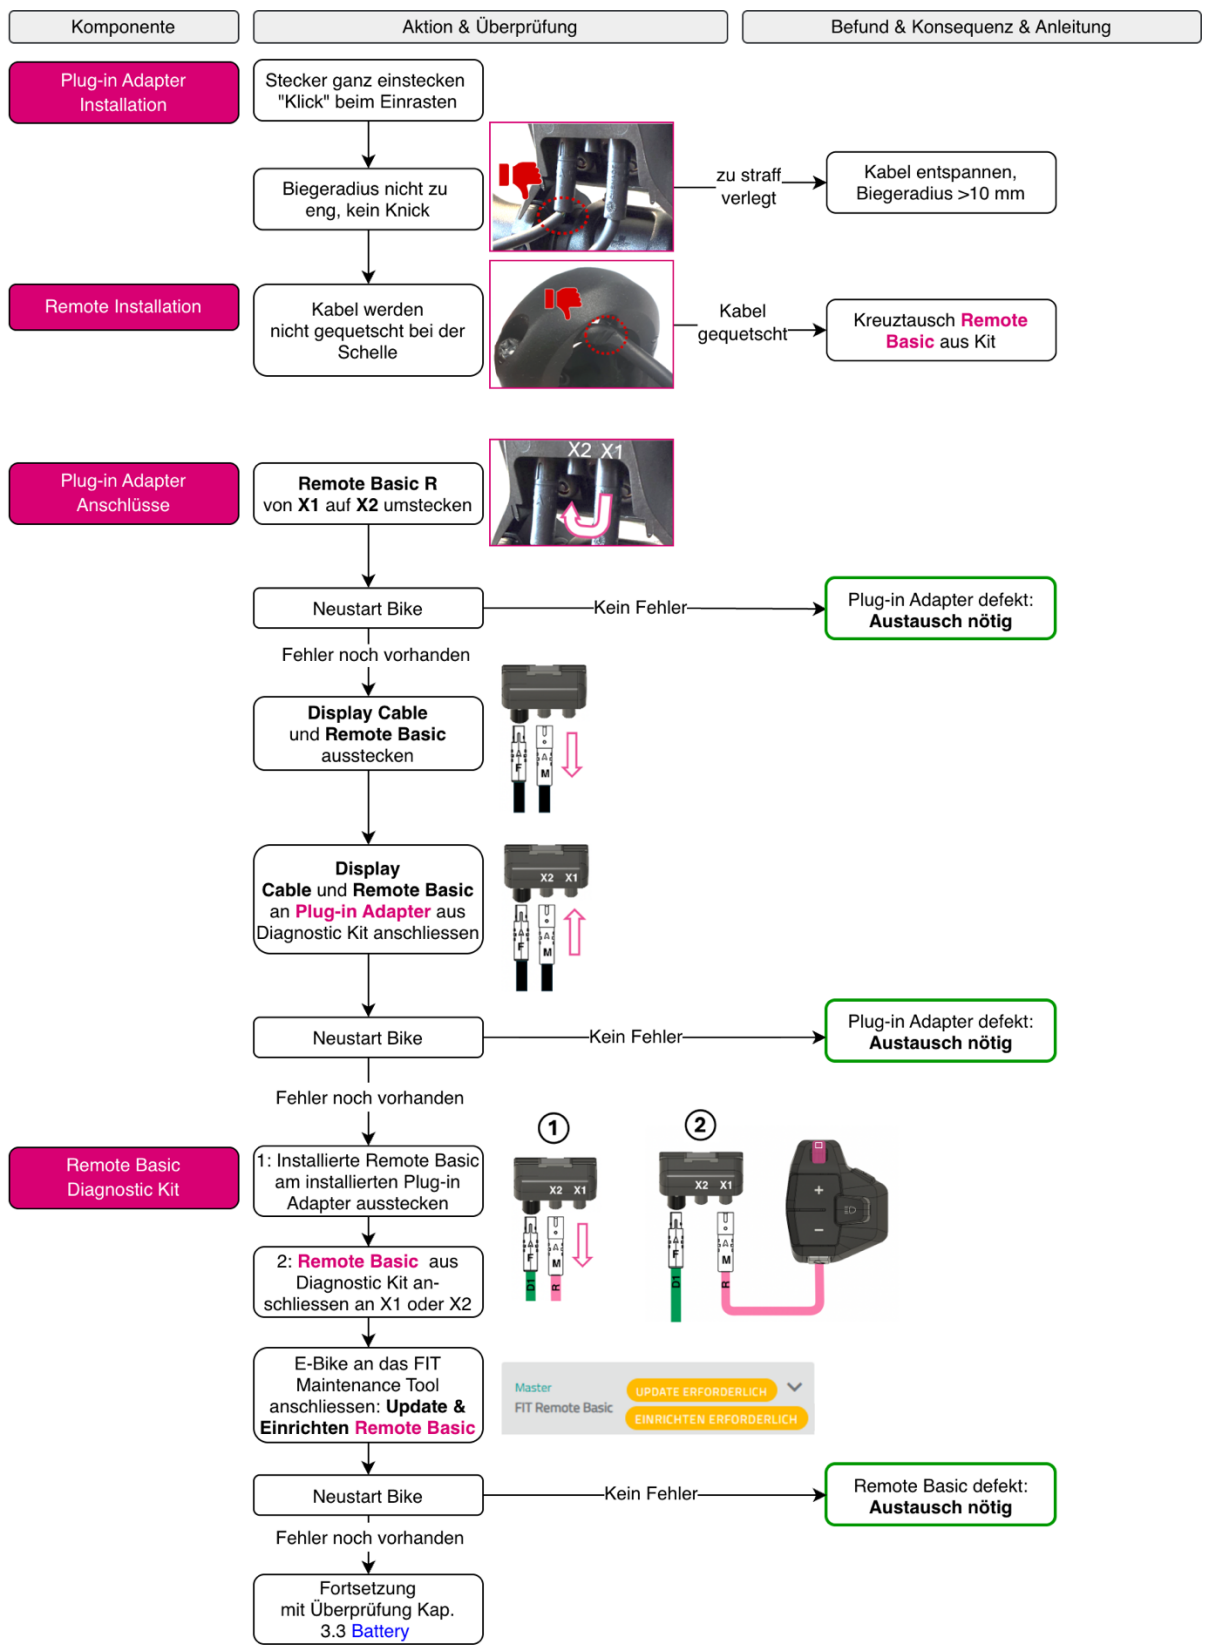 Komponente
Aktion & Überprüfung
Befund & Konsequenz & Anleitung
Plug-in Adapter
Installation
Stecker ganz einstecken
"Klick" beim Einrasten
Biegeradius nicht zu
eng, kein Knick
zu straff
verlegt
Kabel entspannen,
Biegeradius >10 mm
Remote Installation
Kabel werden
nicht gequetscht bei der
Schelle
Kabel
gequetscht
Kreuztausch Remote
Basic aus Kit
Plug-in Adapter
Anschlüsse
Remote Basic R
von X1 auf X2 umstecken
X2 X1
Neustart Bike
Kein Fehler
Plug-in Adapter defekt:
Austausch nötig
Fehler noch vorhanden
Display Cable
und Remote Basic
ausstecken
F
M
Display
Cable und Remote Basic
an Plug-in Adapter aus
Diagnostic Kit anschliessen
X2 X1
F
M
Neustart Bike
Kein Fehler
Plug-in Adapter defekt:
Austausch nötig
Fehler noch vorhanden
Remote Basic
Diagnostic Kit
1: Installierte Remote Basic
am installierten Plug-in
Adapter ausstecken
1
X2 X1
F
M
D1
R
2
X2 X1
F
M
D1
R
+
−
2: Remote Basic aus
Diagnostic Kit an-
schliessen an X1 oder X2
E-Bike an das FIT
Maintenance Tool
anschliessen: Update &
Einrichten Remote Basic
Master
FIT Remote Basic
UPDATE ERFORDERLICH
EINRICHTEN ERFORDERLICH
Neustart Bike
Kein Fehler
Remote Basic defekt:
Austausch nötig
Fehler noch vorhanden
Fortsetzung
mit Überprüfung Kap.
3.3 Battery